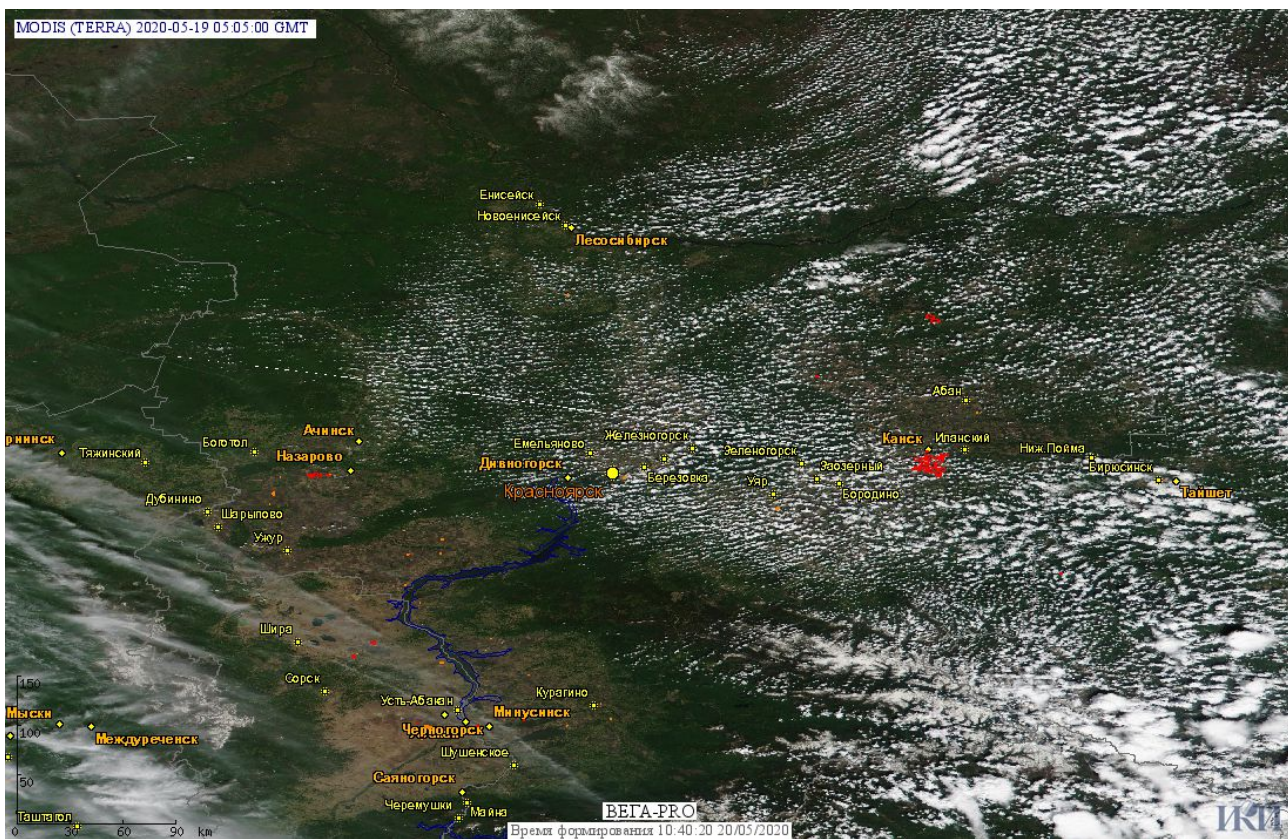 MODIS (TERRA) 2020-05-19 05:05:00 GMT
Енисейск
Новоенисейск
Лесосибирск
Абан
Ачинск
Боготол
Назарово
Тяжинский
Емельяново
Железногорск
Дивногорск
Красноярск
Березовка
Зеленогорск
Заозерный
Уяр
Бородино
Канск
Иланский
Ниж.Пойма
Бирюсинск
Тайшет
Дубинино
Шарыпово
Ужур
Шира
Сорск
Усть-Абакан
Курагино
Минусинск
Черногорск
Шушенское
Саяногорск
Черемушки
Майна
Мыски
Междуреченск
Таштагол
150
100
50
0
30
60
90
км
ВЕГА-PRO
Время формирования 10:40:20 20/05/2020
ИКИ